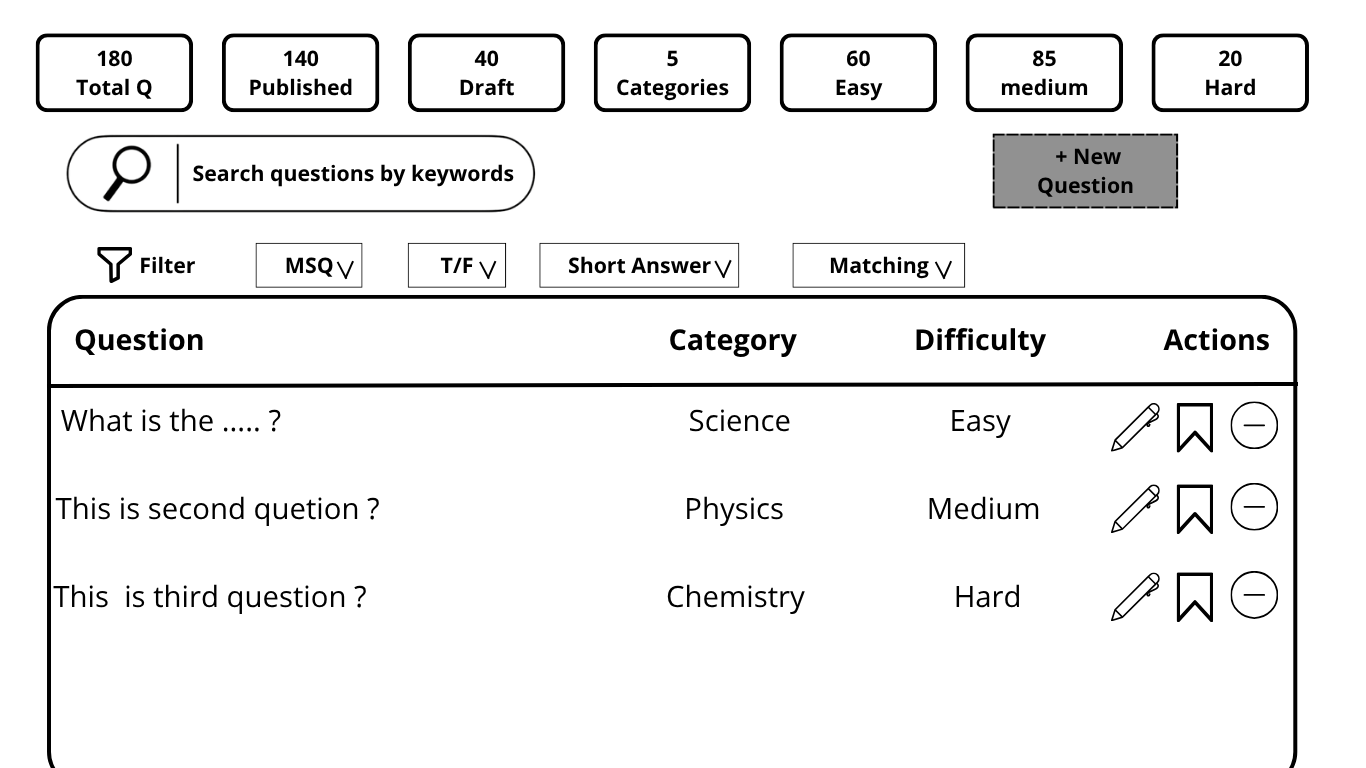 180
Total Q
140
Published
40
Draft
5
Categories
60
Easy
85
medium
20
Hard
Search questions by keywords
+ New
Question
Filter
MSQ
T/F
Short Answer
Matching
Question Category Difficulty Actions
What is the ..... ? Science Easy
This is second quetion ? Physics Medium
This  is third question ? Chemistry Hard